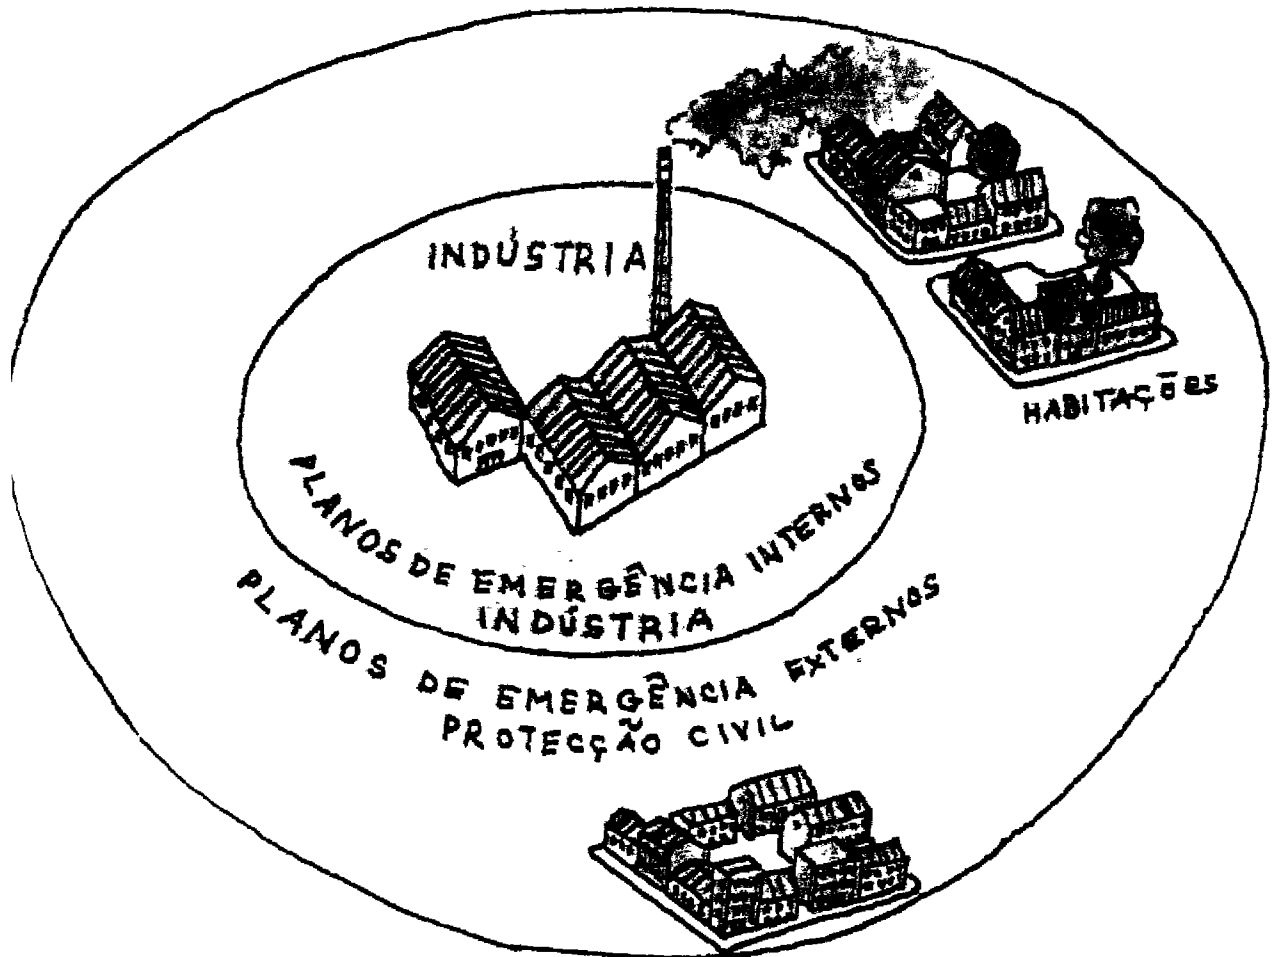 INDÚSTRIA
HABITAÇÕES
PLANOS DE EMERGÊNCIA INTERNOS
INDÚSTRIA
PLANOS DE EMERGÊNCIA EXTERNOS
PROTECÇÃO CIVIL